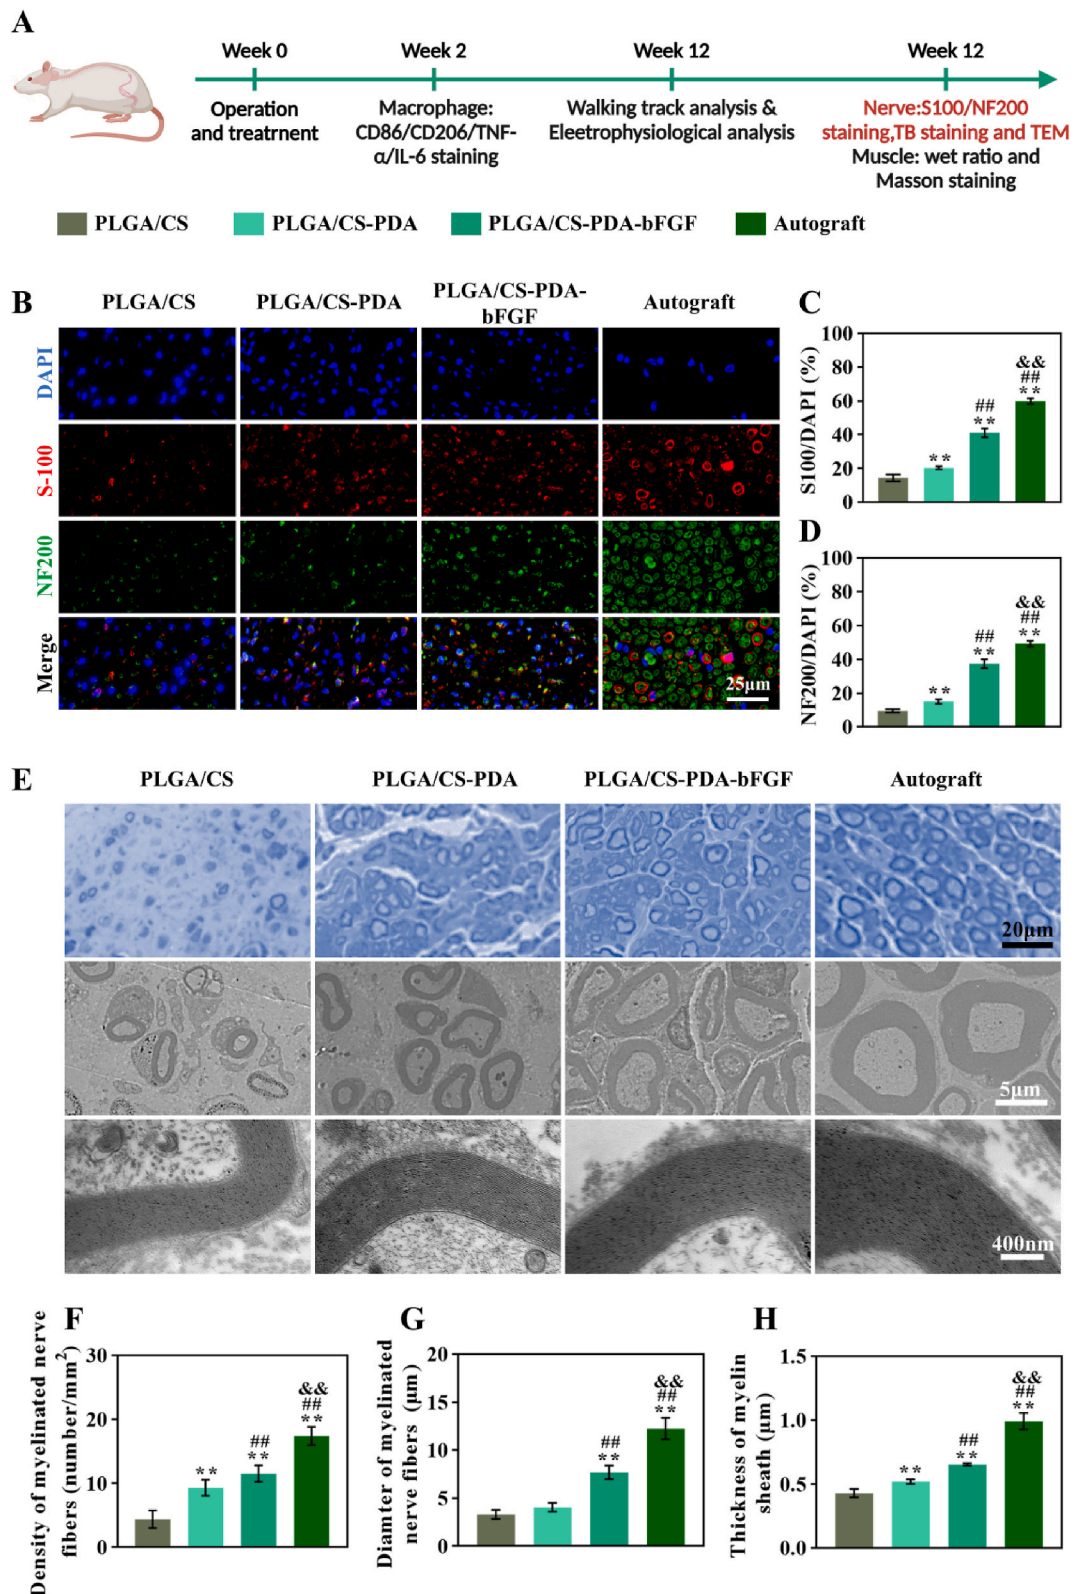 A
Week 0
Week 2
Week 12
Week 12
Operation
and treatrnent
Macrophage:
CD86/CD206/TNF-
α/IL-6 staining
Walking track analysis &
Eleetrophysiological analysis
Nerve:S100/NF200
staining,TB staining and TEM
Muscle: wet ratio and
Masson staining
PLGA/CS
PLGA/CS-PDA
PLGA/CS-PDA-bFGF
Autograft
B
PLGA/CS
PLGA/CS-PDA
PLGA/CS-PDA-
bFGF
Autograft
DAPI
S-100
NF200
Merge
25μm
C
S100/DAPI (%)
100
80
60
40
20
0
**
##
**
&&
##
**
D
NF200/DAPI (%)
100
80
60
40
20
0
**
##
**
&&
##
**
E
PLGA/CS
PLGA/CS-PDA
PLGA/CS-PDA-bFGF
Autograft
20μm
5μm
400nm
F
Density of myelinated nerve
fibers (number/mm²)
30
20
10
0
**
##
**
&&
##
**
G
Diamter of myelinated
nerve fibers (μm)
20
15
10
5
0
##
**
&&
##
**
H
Thickness of myelin
sheath (μm)
1.5
1.0
0.5
0.0
**
##
**
&&
##
**